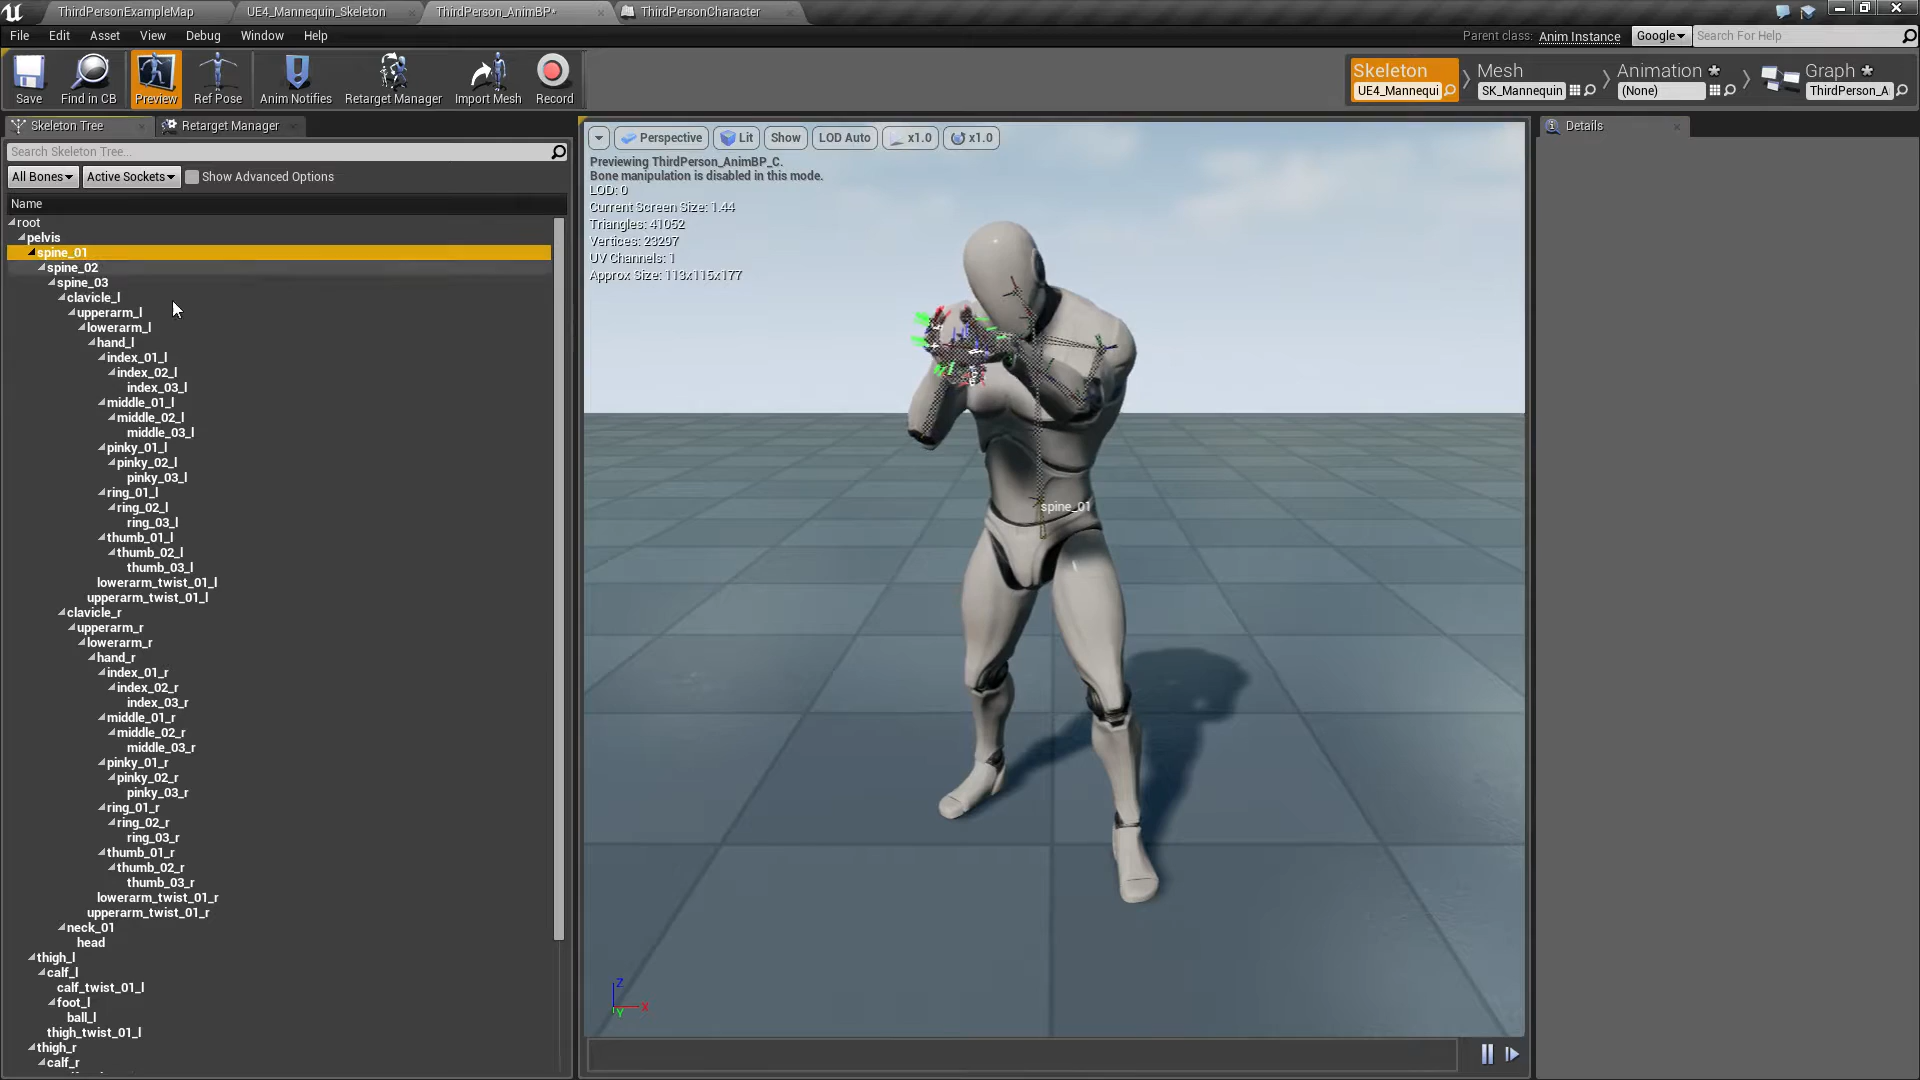 ThirdPersonExampleMap
UE4_Mannequin_Skeleton
ThirdPerson_AnimBP*
ThirdPersonCharacter
File Edit Asset View Debug Window Help
Parent class: Anim Instance
Google
Search For Help
Save
Find in CB
Preview
Ref Pose
Anim Notifies
Retarget Manager
Import Mesh
Record
Skeleton
UE4_Mannequi
Mesh
SK_Mannequin
Animation *
(None)
Graph *
ThirdPerson_A
Skeleton Tree
Retarget Manager
Search Skeleton Tree...
All Bones
Active Sockets
Show Advanced Options
Name
root
pelvis
spine_01
spine_02
spine_03
clavicle_l
upperarm_l
lowerarm_l
hand_l
index_01_l
index_02_l
index_03_l
middle_01_l
middle_02_l
middle_03_l
pinky_01_l
pinky_02_l
pinky_03_l
ring_01_l
ring_02_l
ring_03_l
thumb_01_l
thumb_02_l
thumb_03_l
lowerarm_twist_01_l
upperarm_twist_01_l
clavicle_r
upperarm_r
lowerarm_r
hand_r
index_01_r
index_02_r
index_03_r
middle_01_r
middle_02_r
middle_03_r
pinky_01_r
pinky_02_r
pinky_03_r
ring_01_r
ring_02_r
ring_03_r
thumb_01_r
thumb_02_r
thumb_03_r
lowerarm_twist_01_r
upperarm_twist_01_r
neck_01
head
thigh_l
calf_l
calf_twist_01_l
foot_l
ball_l
thigh_twist_01_l
thigh_r
calf_r
Perspective
Lit
Show
LOD Auto
x1.0
x1.0
Previewing ThirdPerson_AnimBP_C.
Bone manipulation is disabled in this mode.
LOD: 0
Current Screen Size: 1.44
Triangles: 41052
Vertices: 23297
UV Channels: 1
Approx Size: 113x115x177
spine_01
Z
X
Y
Details